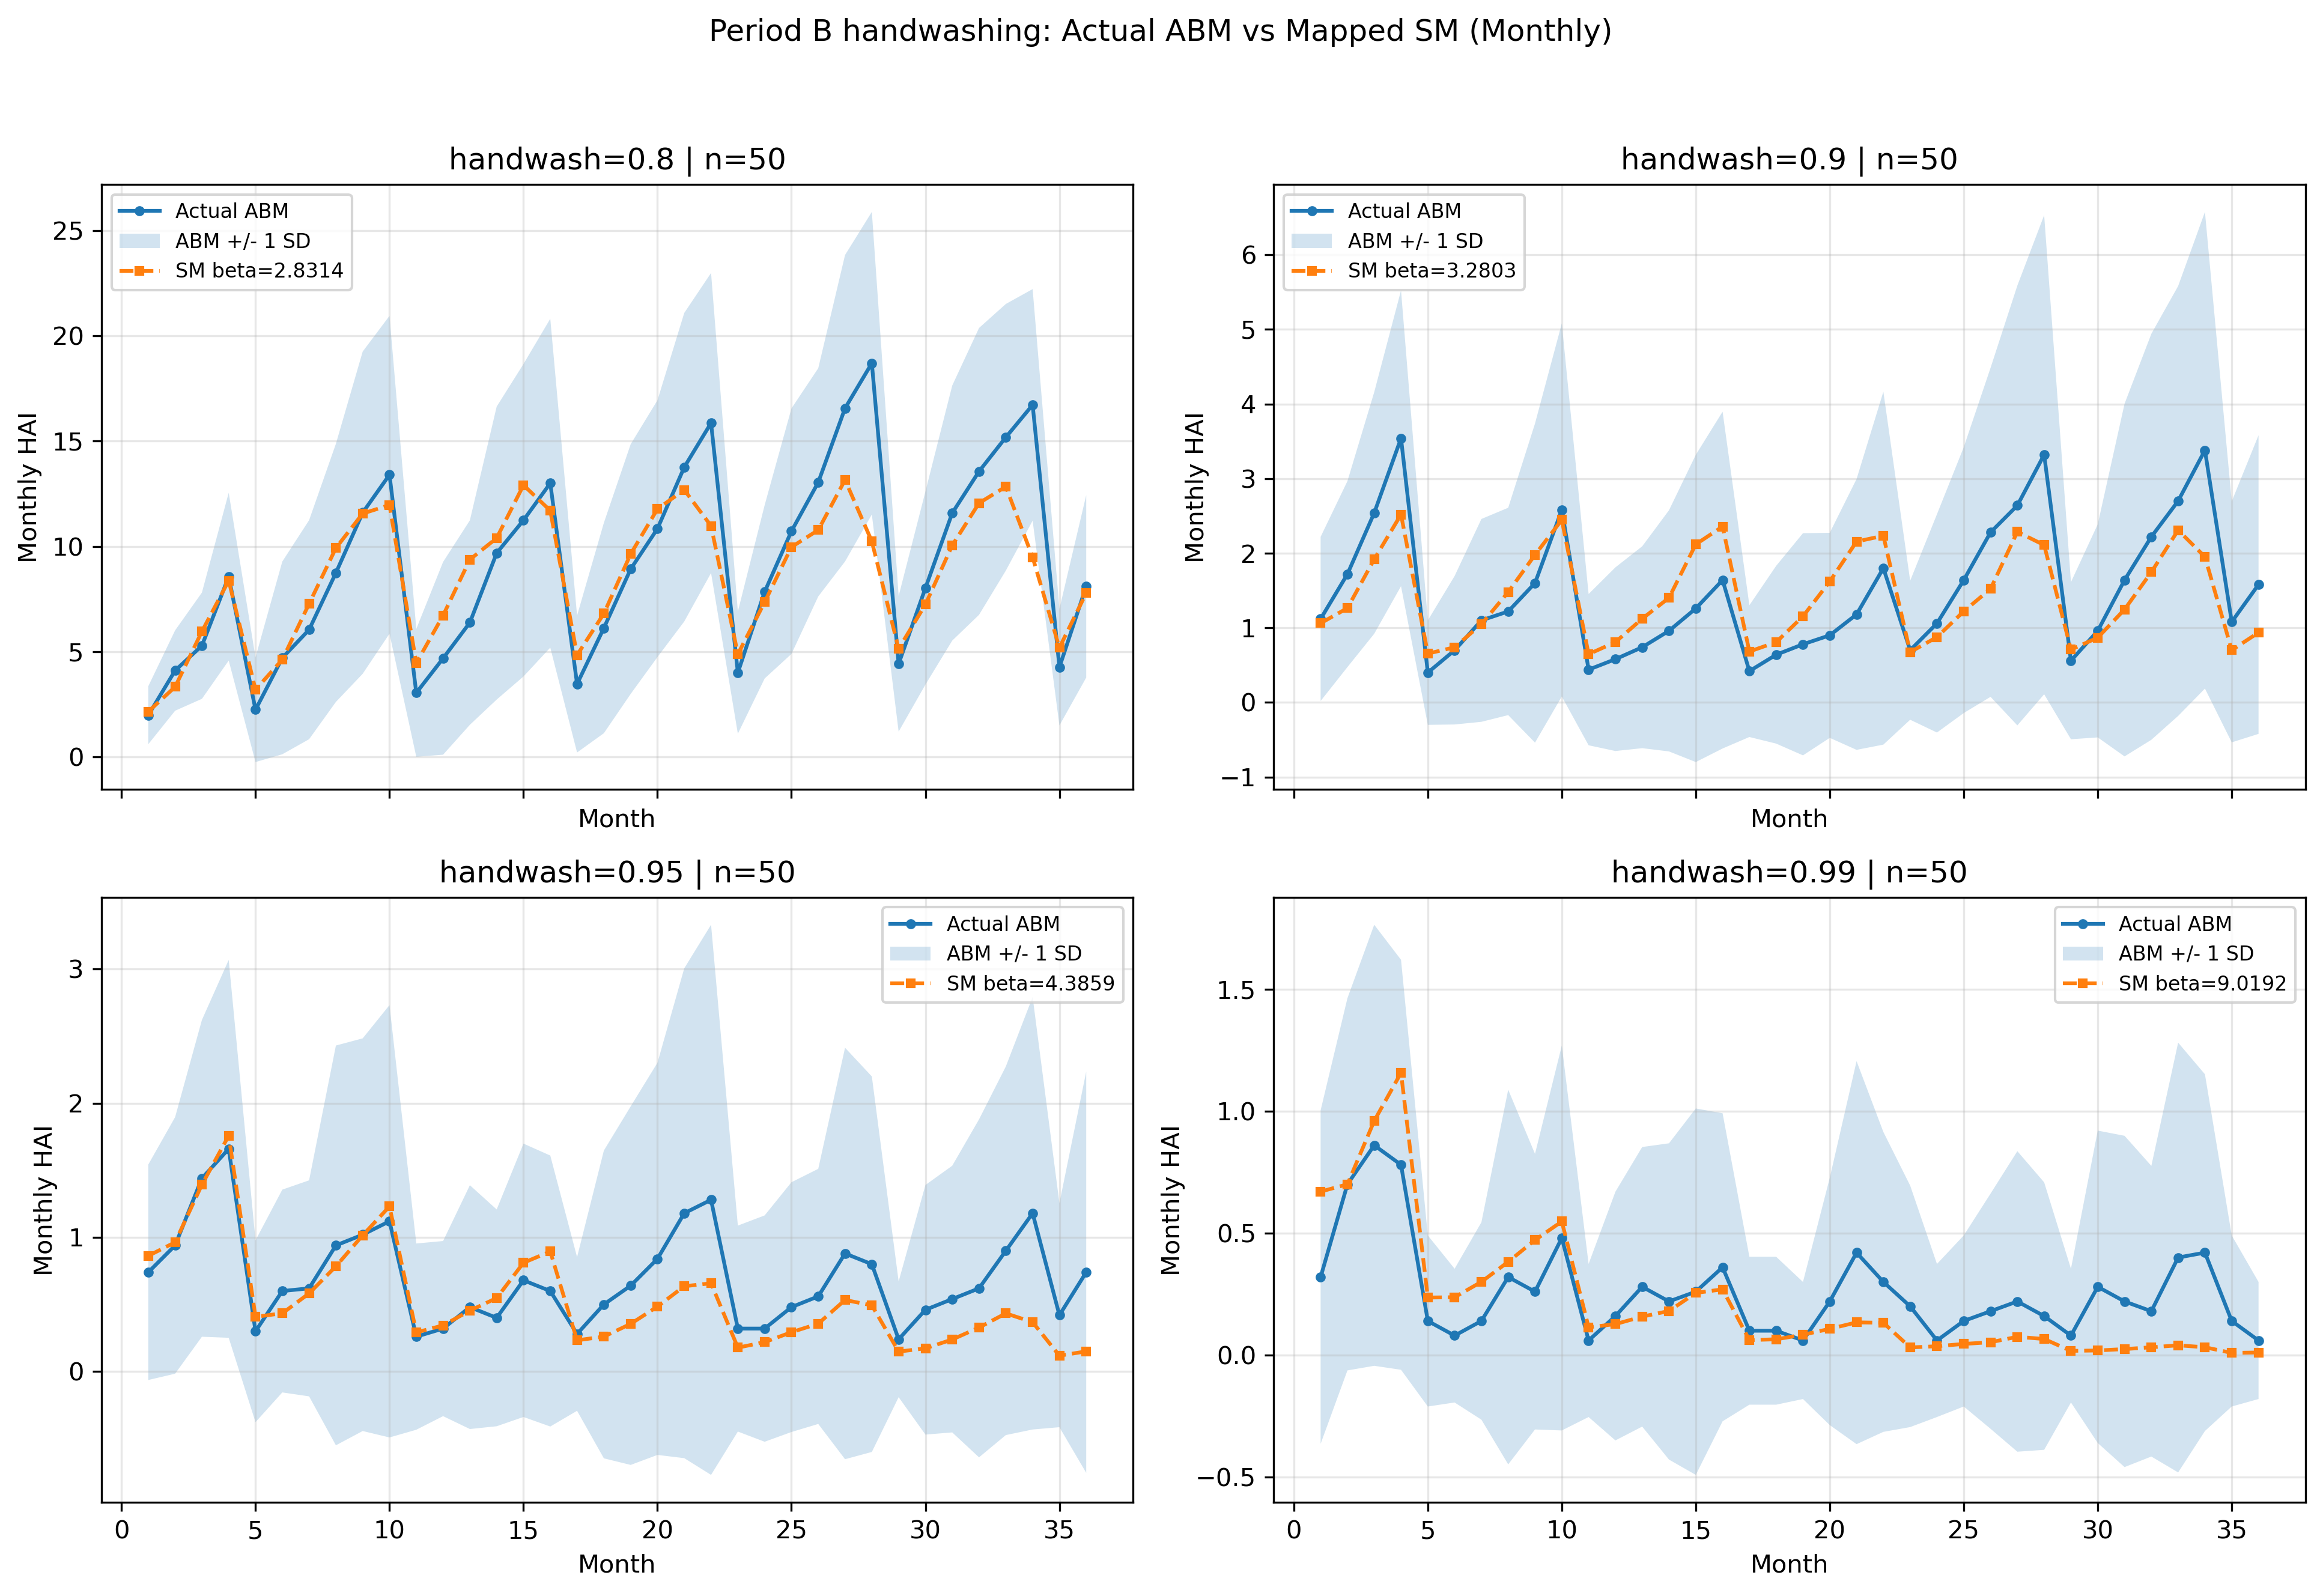 Period B handwashing: Actual ABM vs Mapped SM (Monthly)
handwash=0.8 | n=50
Actual ABM
ABM +/- 1 SD
SM beta=2.8314
25
20
15
10
5
0
Monthly HAI
Month
handwash=0.9 | n=50
Actual ABM
ABM +/- 1 SD
SM beta=3.2803
6
5
4
3
2
1
0
−1
Monthly HAI
Month
handwash=0.95 | n=50
Actual ABM
ABM +/- 1 SD
SM beta=4.3859
3
2
1
0
Monthly HAI
0 5 10 15 20 25 30 35
Month
handwash=0.99 | n=50
Actual ABM
ABM +/- 1 SD
SM beta=9.0192
1.5
1.0
0.5
0.0
−0.5
Monthly HAI
0 5 10 15 20 25 30 35
Month